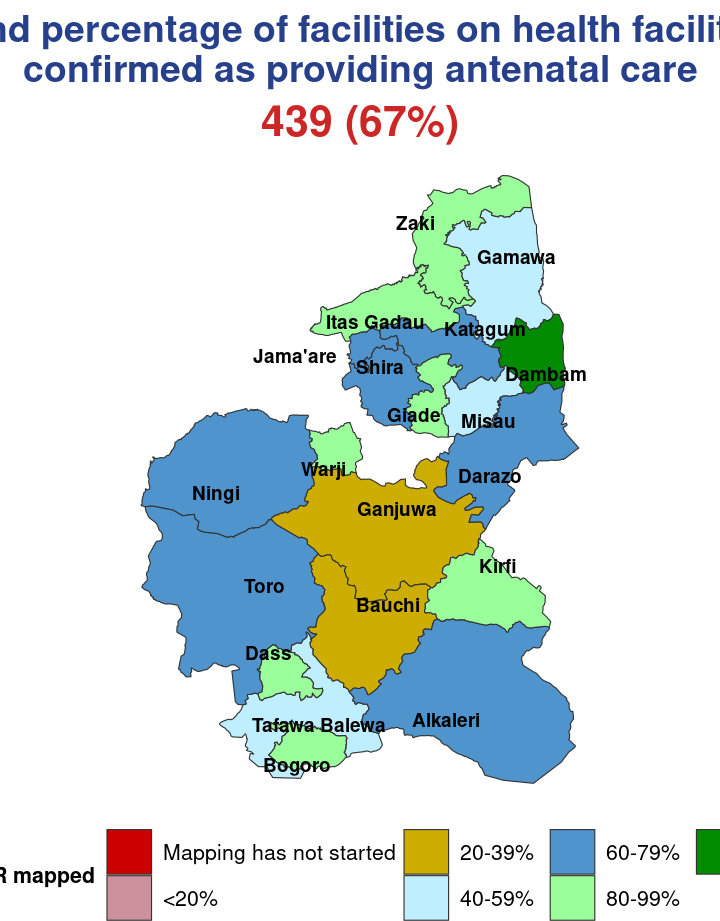 nd percentage of facilities on health facilit
confirmed as providing antenatal care
439 (67%)
Zaki
Gamawa
Itas Gadau
Katagum
Jama'are
Shira
Dambam
Giade
Misau
Warji
Darazo
Ningi
Ganjuwa
Kirfi
Toro
Bauchi
Dass
Alkaleri
Tafawa Balewa
Bogoro
R mapped
Mapping has not started
20-39%
60-79%
<20%
40-59%
80-99%